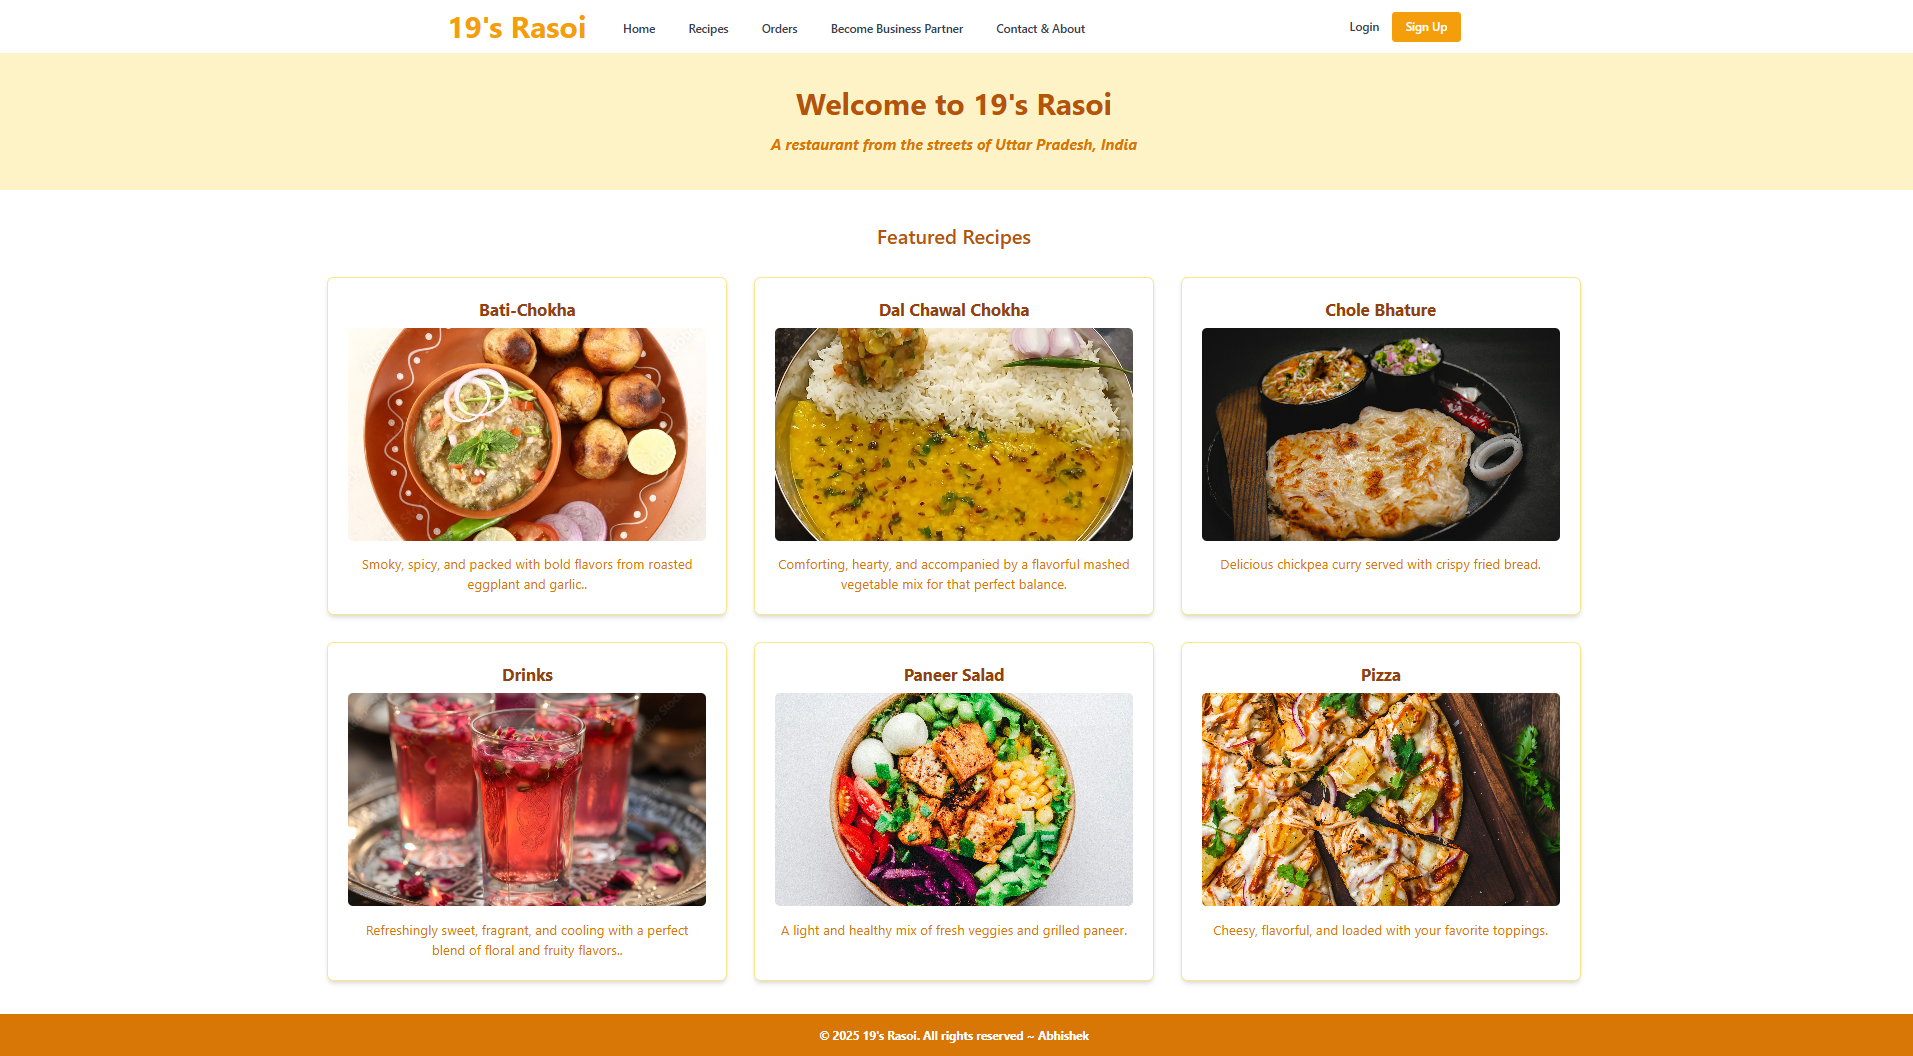 19's Rasoi
Home
Recipes
Orders
Become Business Partner
Contact & About
Login
Sign Up
Welcome to 19's Rasoi
A restaurant from the streets of Uttar Pradesh, India
Featured Recipes
Bati-Chokha
Smoky, spicy, and packed with bold flavors from roasted
eggplant and garlic..
Dal Chawal Chokha
Comforting, hearty, and accompanied by a flavorful mashed
vegetable mix for that perfect balance.
Chole Bhature
Delicious chickpea curry served with crispy fried bread.
Drinks
Refreshingly sweet, fragrant, and cooling with a perfect
blend of floral and fruity flavors..
Paneer Salad
A light and healthy mix of fresh veggies and grilled paneer.
Pizza
Cheesy, flavorful, and loaded with your favorite toppings.
© 2025 19's Rasoi. All rights reserved ~ Abhishek